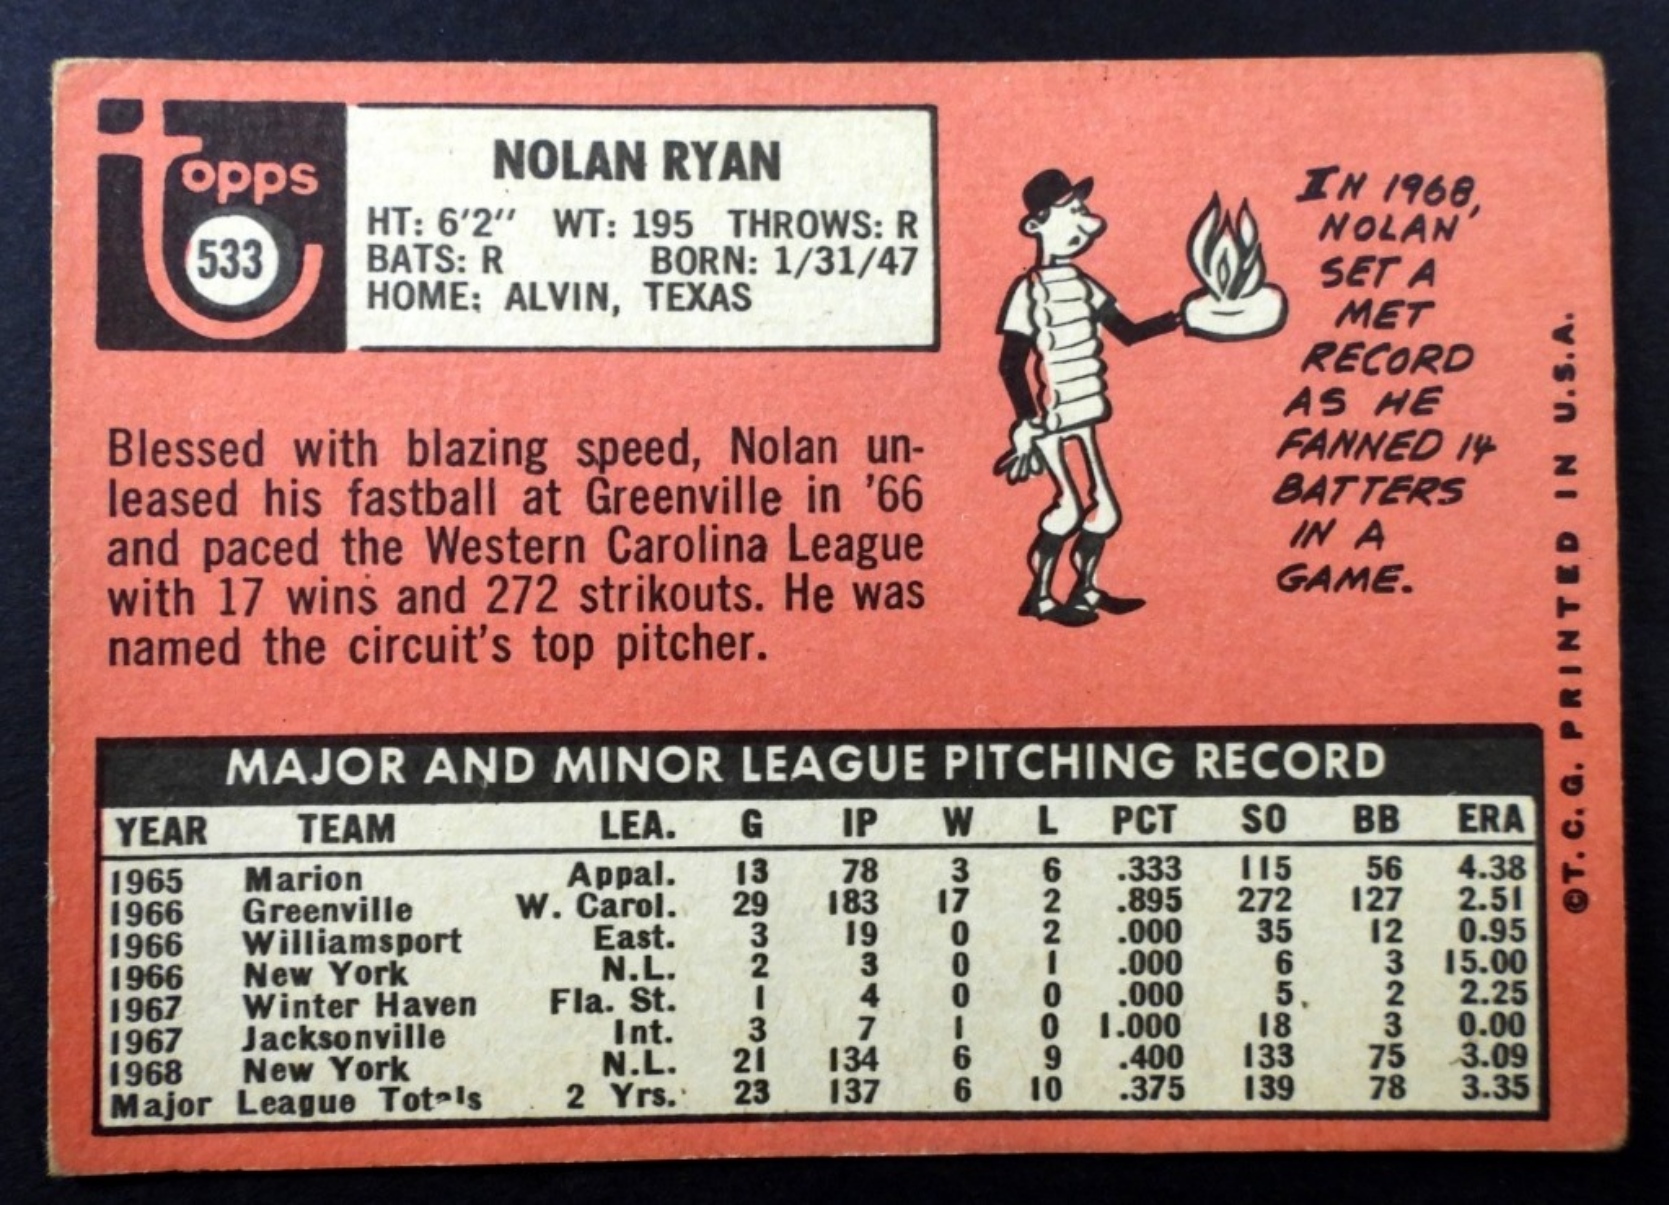 topps
533
NOLAN RYAN
HT: 6'2" WT: 195 THROWS: R
BATS: R BORN: 1/31/47
HOME: ALVIN, TEXAS
Blessed with blazing speed, Nolan un-
leased his fastball at Greenville in '66
and paced the Western Carolina League
with 17 wins and 272 strikouts. He was
named the circuit's top pitcher.
IN 1968,
NOLAN
SET A
MET
RECORD
AS HE
FANNED 14
BATTERS
IN A
GAME.
©T.C.G. PRINTED IN U.S.A.
MAJOR AND MINOR LEAGUE PITCHING RECORD
YEAR TEAM LEA. G IP W L PCT SO BB ERA
1965 Marion Appal. 13 78 3 6 .333 115 56 4.38
1966 Greenville W. Carol. 29 183 17 2 .895 272 127 2.51
1966 Williamsport East. 3 19 0 2 .000 35 12 0.95
1966 New York N.L. 2 3 0 1 .000 6 3 15.00
1967 Winter Haven Fla. St. 1 4 0 0 .000 5 2 2.25
1967 Jacksonville Int. 3 7 1 0 1.000 18 3 0.00
1968 New York N.L. 21 134 6 9 .400 133 75 3.09
Major League Totals 2 Yrs. 23 137 6 10 .375 139 78 3.35